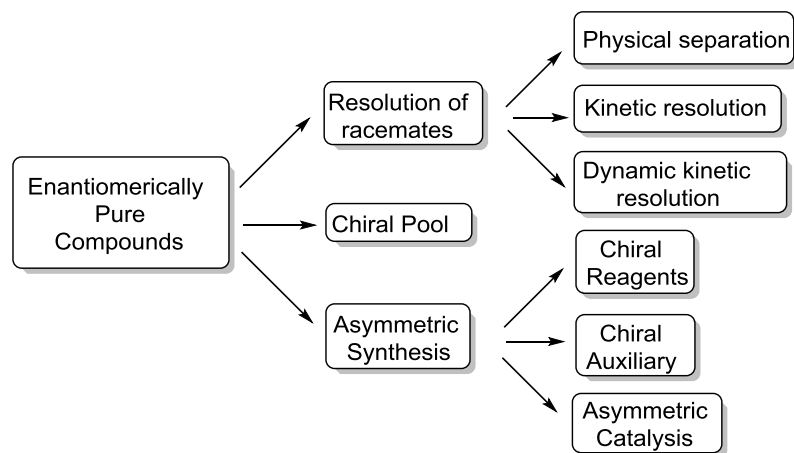 Enantiomerically
Pure
Compounds
Resolution of
racemates
Chiral Pool
Asymmetric
Synthesis
Physical separation
Kinetic resolution
Dynamic kinetic
resolution
Chiral
Reagents
Chiral
Auxiliary
Asymmetric
Catalysis